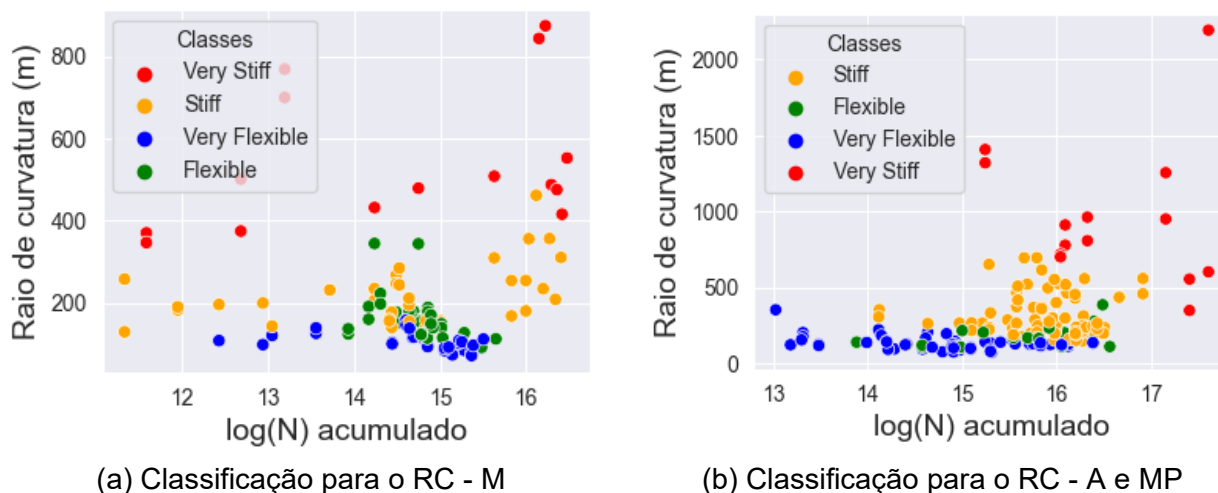 Classes
Very Stiff
Stiff
Very Flexible
Flexible
Raio de curvatura (m)
800
600
400
200
12 13 14 15 16
log(N) acumulado
(a) Classificação para o RC - M
Classes
Stiff
Flexible
Very Flexible
Very Stiff
Raio de curvatura (m)
2000
1500
1000
500
0
13 14 15 16 17
log(N) acumulado
(b) Classificação para o RC - A e MP